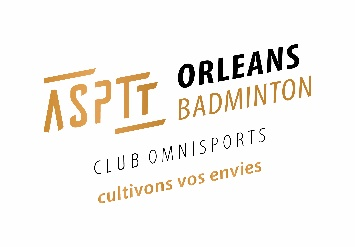 ASPTT ORLEANS
BADMINTON
CLUB OMNISPORTS
cultivons vos envies